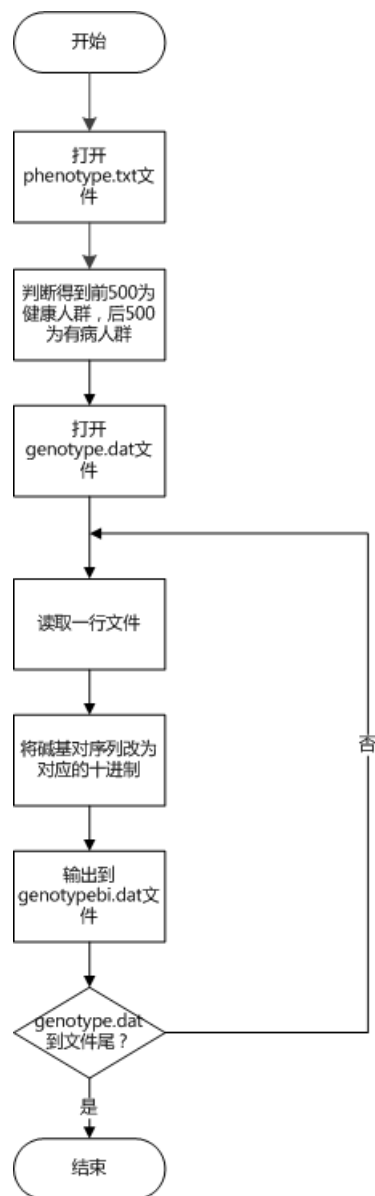 开始
打开
phenotype.txt文
件
判断得到前500为
健康人群，后500
为有病人群
打开
genotype.dat文
件
读取一行文件
将碱基对序列改为
对应的十进制
否
输出到
genotypebi.dat文
件
genotype.dat
到文件尾？
是
结束